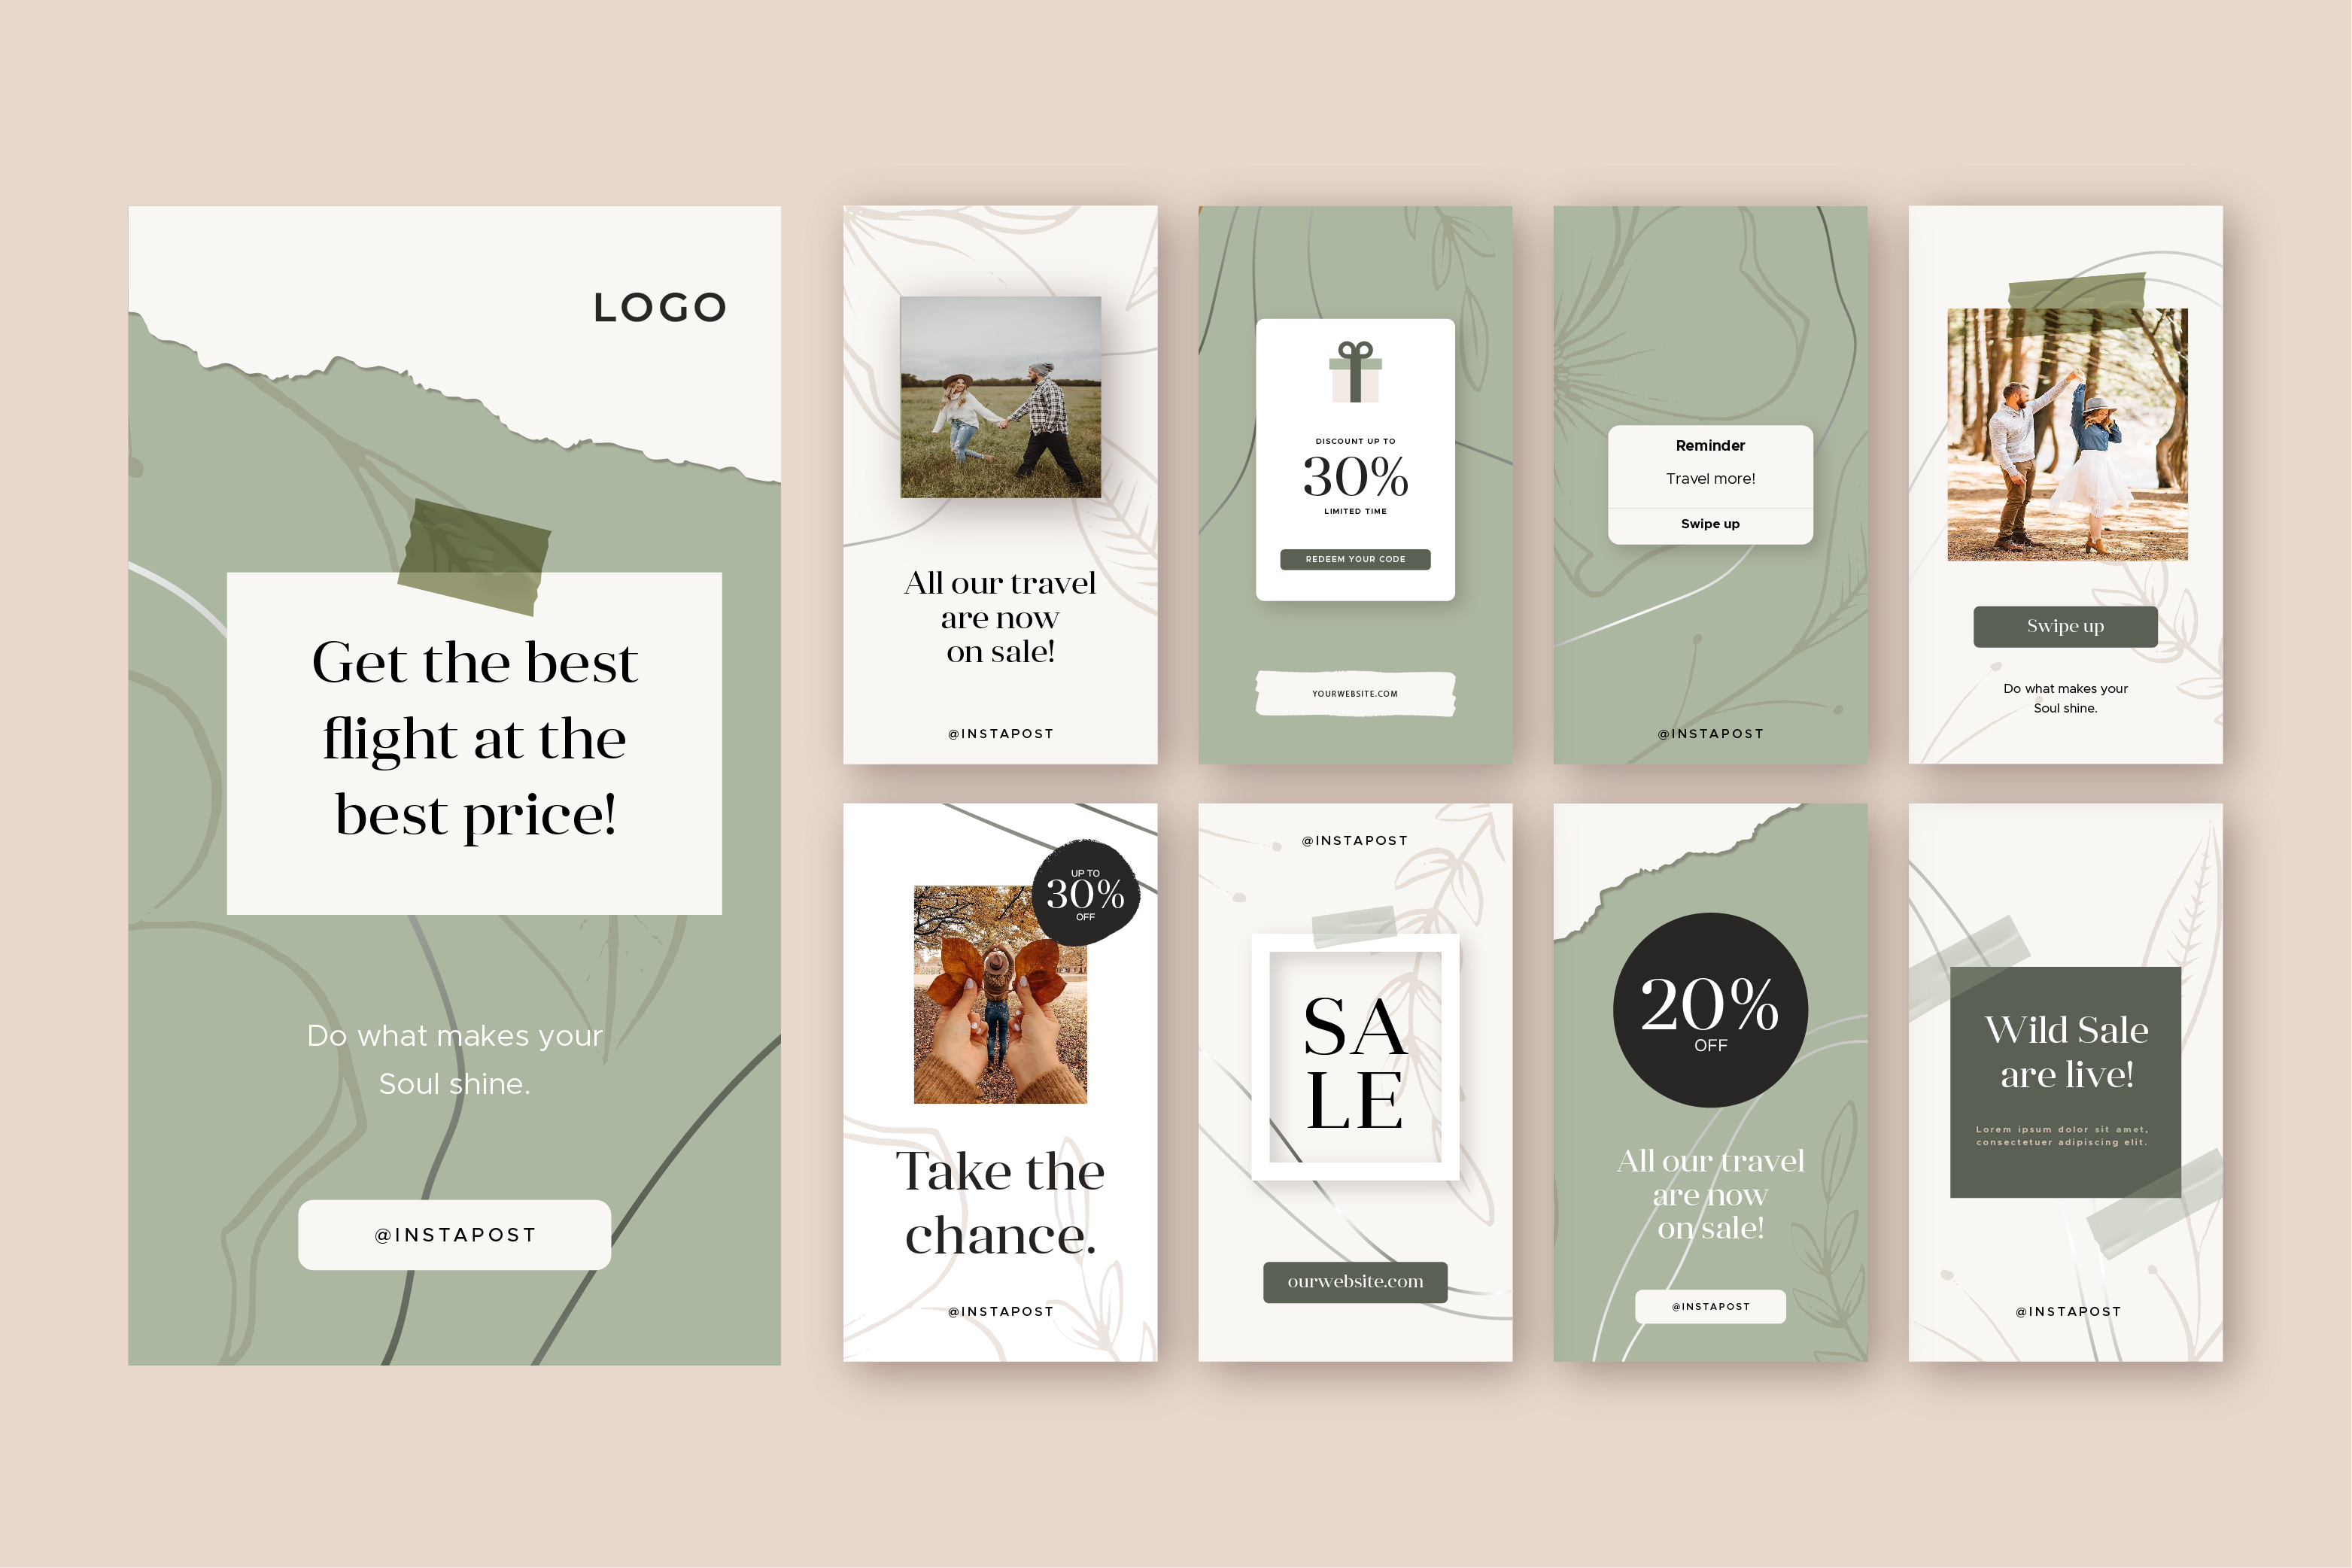 LOGO
Get the best
flight at the
best price!
Do what makes your
Soul shine.
@INSTAPOST
All our travel
are now
on sale!
@INSTAPOST
DISCOUNT UP TO
30%
LIMITED TIME
REDEEM YOUR CODE
YOURWEBSITE.COM
Reminder
Travel more!
Swipe up
@INSTAPOST
Swipe up
Do what makes your
Soul shine.
UP TO
30%
OFF
Take the
chance.
@INSTAPOST
@INSTAPOST
SA
LE
ourwebsite.com
20%
OFF
All our travel
are now
on sale!
@INSTAPOST
Wild Sale
are live!
Lorem ipsum dolor sit amet,
consectetuer adipiscing elit.
@INSTAPOST